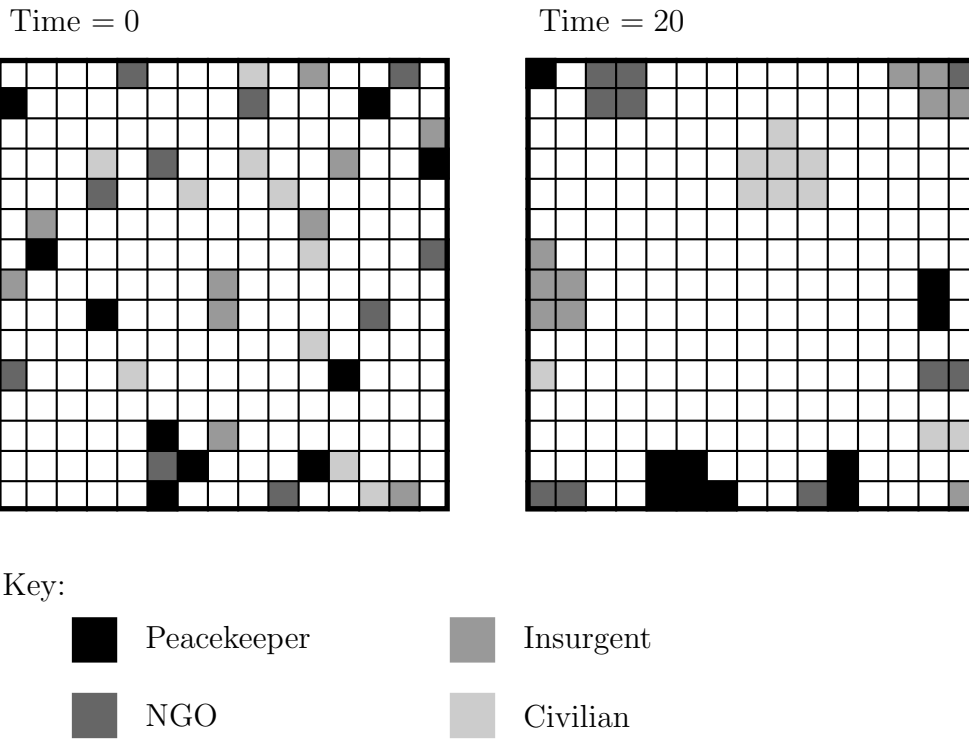 Time = 0
Time = 20
Key:
Peacekeeper
Insurgent
NGO
Civilian